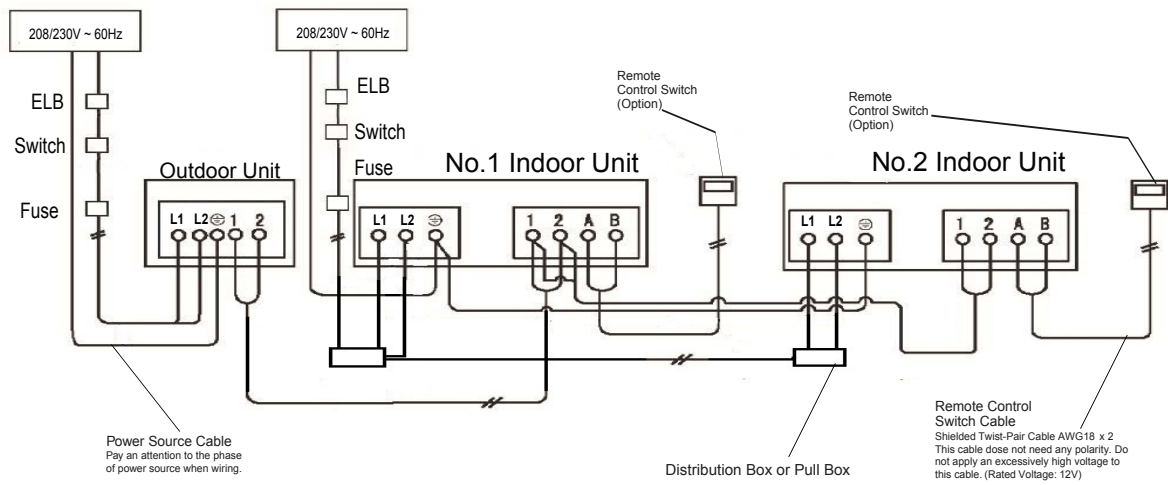 208/230V ~ 60Hz
ELB
Switch
Fuse
Outdoor Unit
L1 L2 1 2
Power Source Cable
Pay an attention to the phase
of power source when wiring.
208/230V ~ 60Hz
ELB
Switch
Fuse
No.1 Indoor Unit
L1 L2
1 2 A B
Remote
Control Switch
(Option)
No.2 Indoor Unit
L1 L2
1 2 A B
Remote
Control Switch
(Option)
Distribution Box or Pull Box
Remote Control
Switch Cable
Shielded Twist-Pair Cable AWG18 x 2
This cable dose not need any polarity. Do
not apply an excessively high voltage to
this cable. (Rated Voltage: 12V)